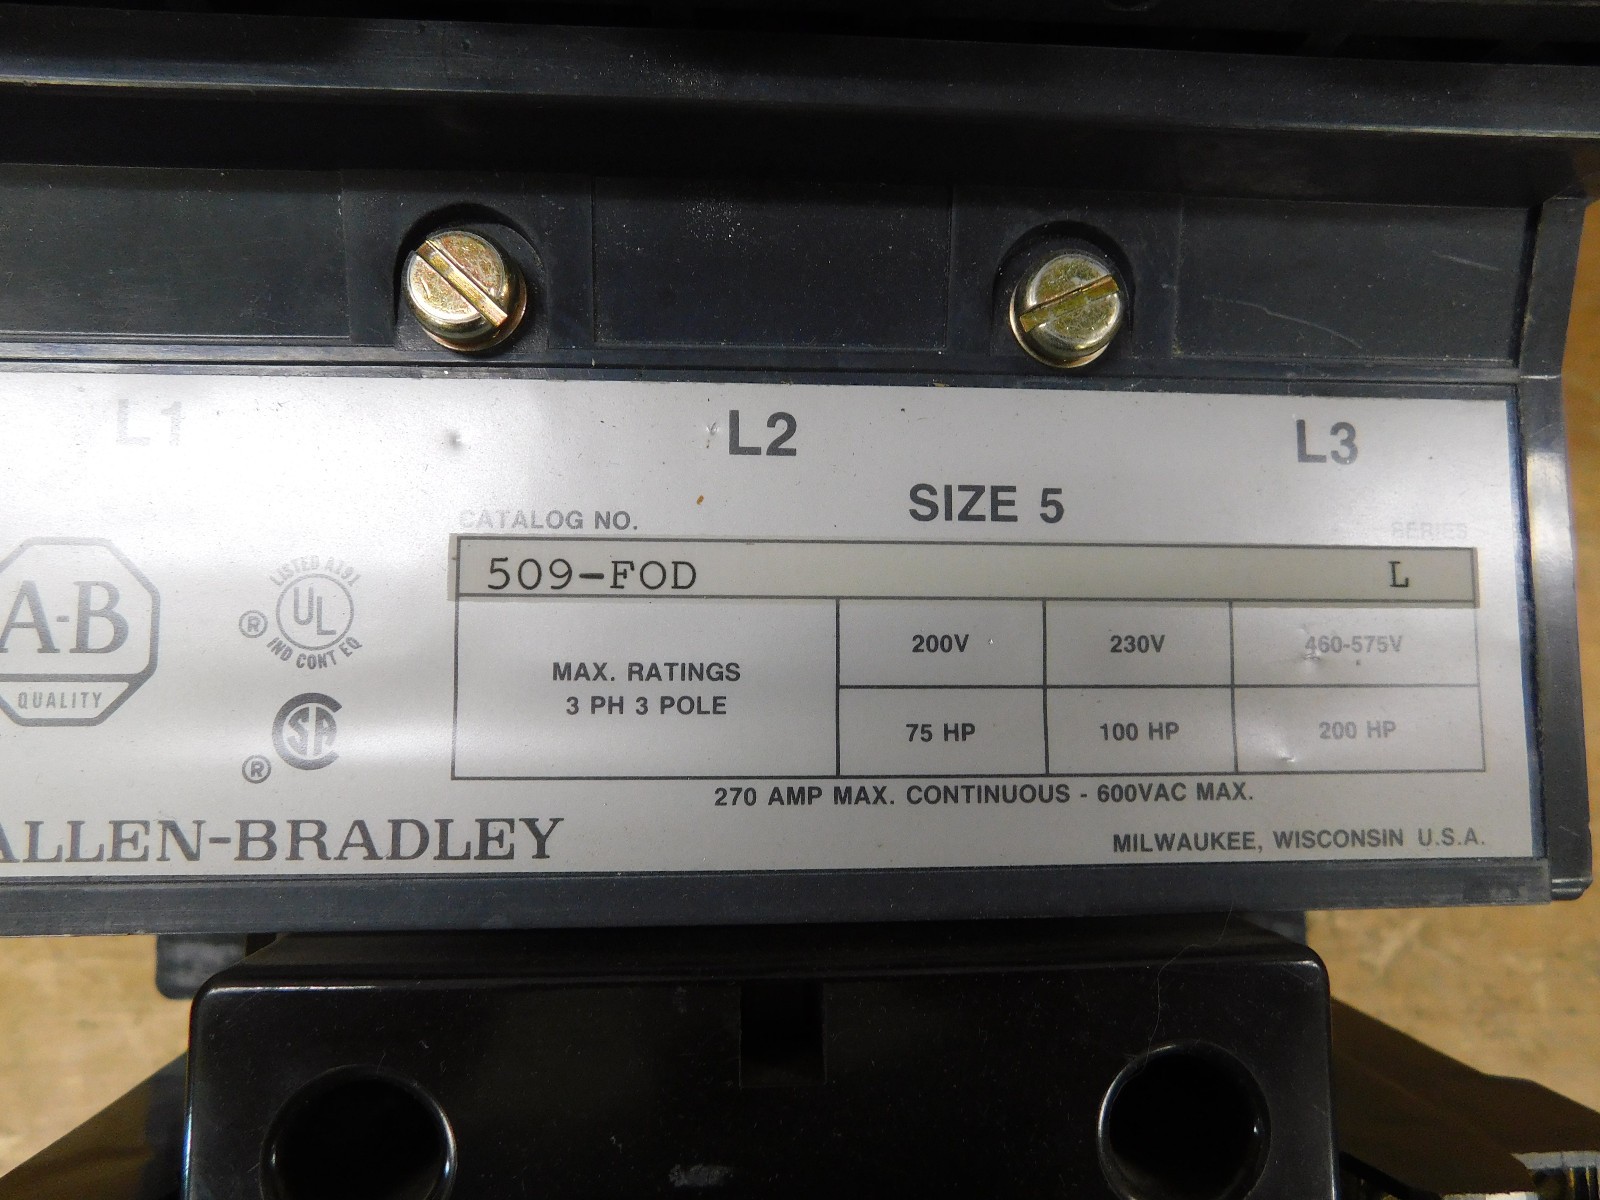 L1 L2 L3
SIZE 5
CATALOG NO. SERIES
509-FOD L
A-B
QUALITY
LISTED A791
UL
IND CONT EQ
®
SA
®
MAX. RATINGS
3 PH 3 POLE
200V 230V 460-575V
75 HP 100 HP 200 HP
270 AMP MAX. CONTINUOUS - 600VAC MAX.
ALLEN-BRADLEY
MILWAUKEE, WISCONSIN U.S.A.